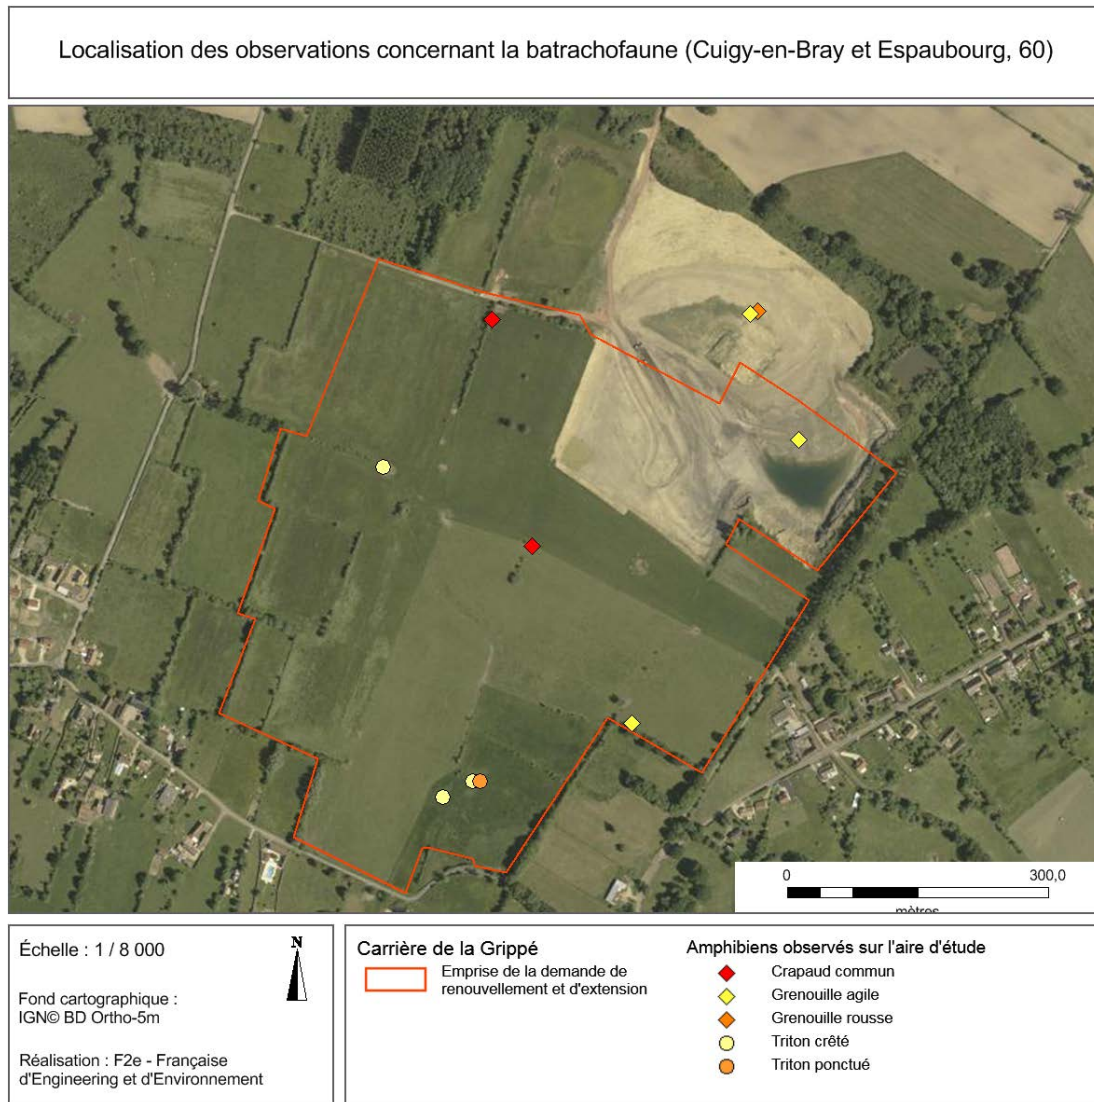 Localisation des observations concernant la batrachofaune (Cuigy-en-Bray et Espaubourg, 60)
0 300,0
mètres
Échelle : 1 / 8 000
N
Fond cartographique :
IGN© BD Ortho-5m
Réalisation : F2e - Française
d'Engineering et d'Environnement
Carrière de la Grippé
Emprise de la demande de
renouvellement et d'extension
Amphibiens observés sur l'aire d'étude
Crapaud commun
Grenouille agile
Grenouille rousse
Triton crêté
Triton ponctué